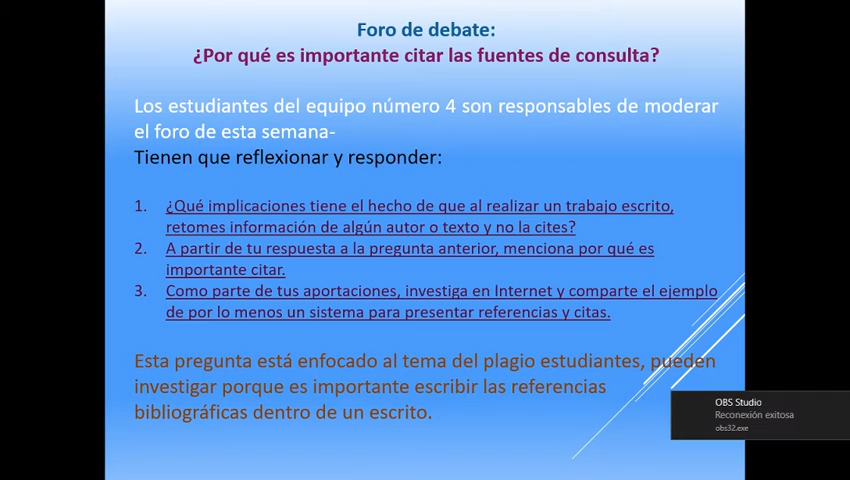 Foro de debate:
¿Por qué es importante citar las fuentes de consulta?
Los estudiantes del equipo número 4 son responsables de moderar
el foro de esta semana-
Tienen que reflexionar y responder:
1. ¿Qué implicaciones tiene el hecho de que al realizar un trabajo escrito,
retomes información de algún autor o texto y no la cites?
2. A partir de tu respuesta a la pregunta anterior, menciona por qué es
importante citar.
3. Como parte de tus aportaciones, investiga en Internet y comparte el ejemplo
de por lo menos un sistema para presentar referencias y citas.
Esta pregunta está enfocado al tema del plagio estudiantes, pueden
investigar porque es importante escribir las referencias
bibliográficas dentro de un escrito.
OBS Studio
Reconexión exitosa
obs32.exe